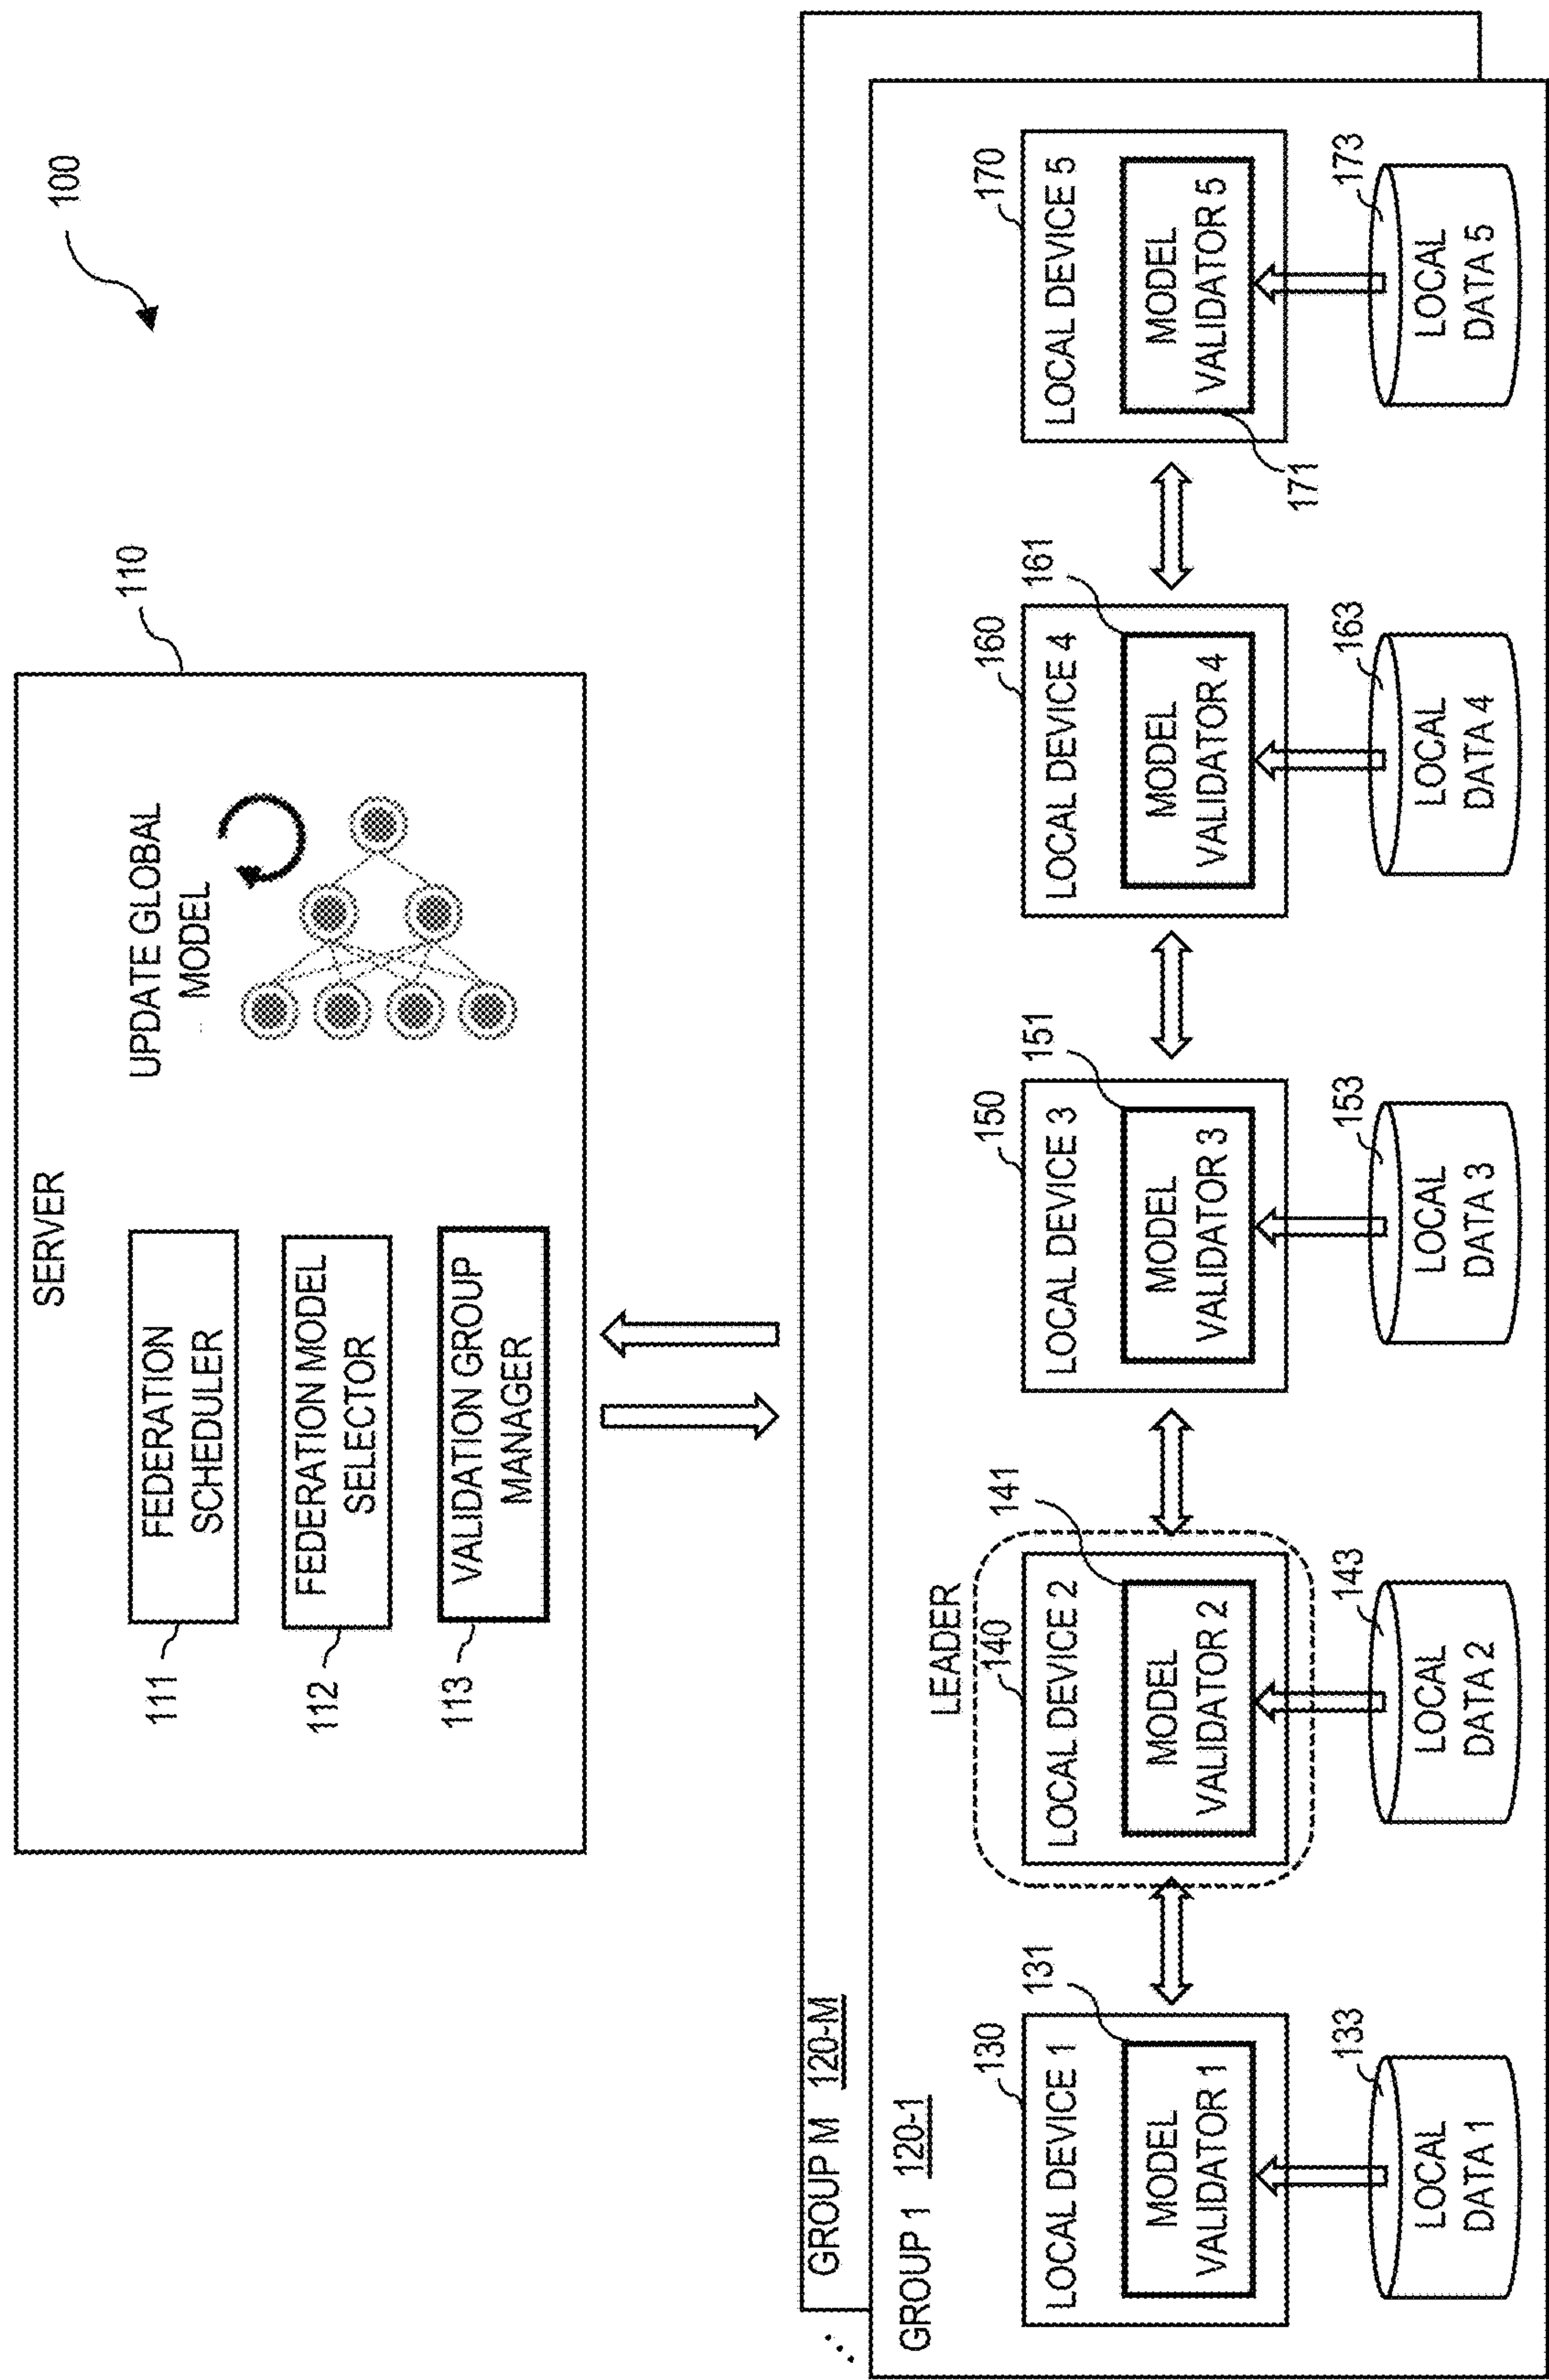 100
110
SERVER
111
FEDERATION
SCHEDULER
112
FEDERATION MODEL
SELECTOR
113
VALIDATION GROUP
MANAGER
UPDATE GLOBAL
MODEL
GROUP M 120-M
GROUP 1 120-1
LEADER
130
LOCAL DEVICE 1
131
MODEL
VALIDATOR 1
133
LOCAL
DATA 1
140
LOCAL DEVICE 2
141
MODEL
VALIDATOR 2
143
LOCAL
DATA 2
150
LOCAL DEVICE 3
151
MODEL
VALIDATOR 3
153
LOCAL
DATA 3
160
LOCAL DEVICE 4
161
MODEL
VALIDATOR 4
163
LOCAL
DATA 4
170
LOCAL DEVICE 5
MODEL
VALIDATOR 5
171
173
LOCAL
DATA 5